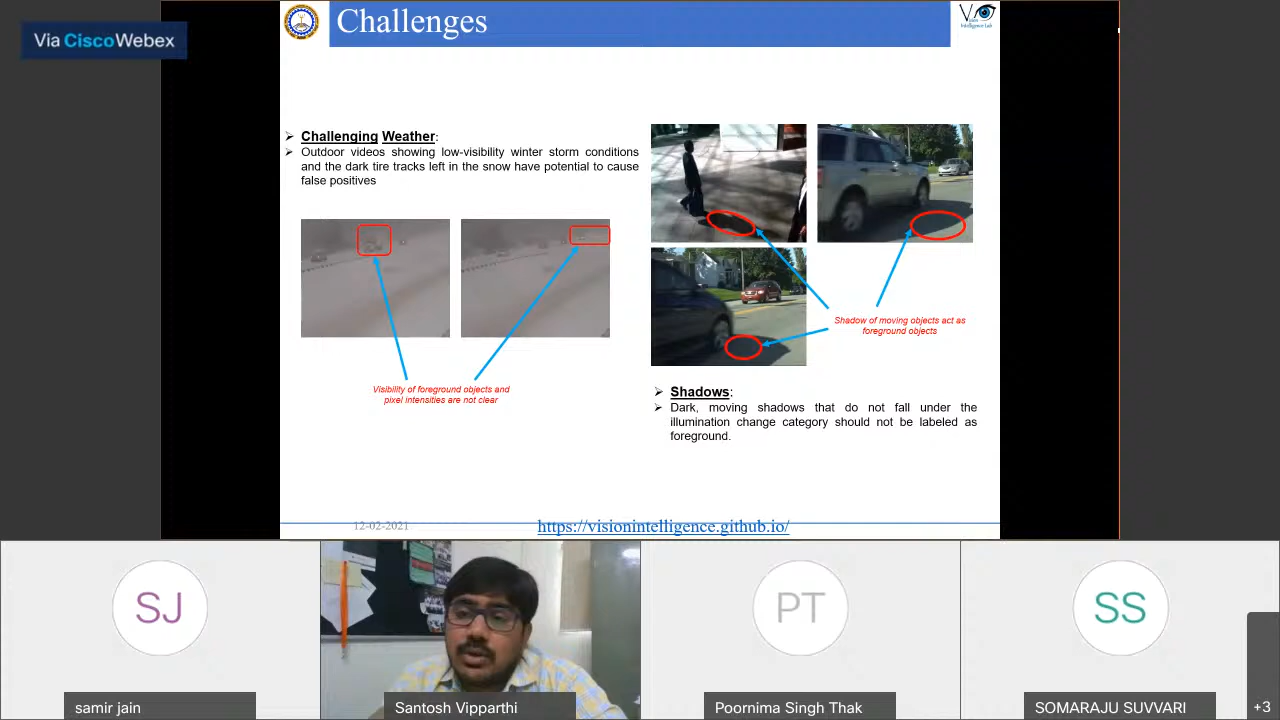 Via CiscoWebex
Challenges
Vision
Intelligence Lab
➢ Challenging Weather:
➢ Outdoor videos showing low-visibility winter storm conditions
and the dark tire tracks left in the snow have potential to cause
false positives
Visibility of foreground objects and
pixel intensities are not clear
Shadow of moving objects act as
foreground objects
➢ Shadows:
➢ Dark, moving shadows that do not fall under the
illumination change category should not be labeled as
foreground.
12-02-2021
https://visionintelligence.github.io/
SJ
PT
SS
samir jain
Santosh Vipparthi
Poornima Singh Thak
SOMARAJU SUVVARI
+3